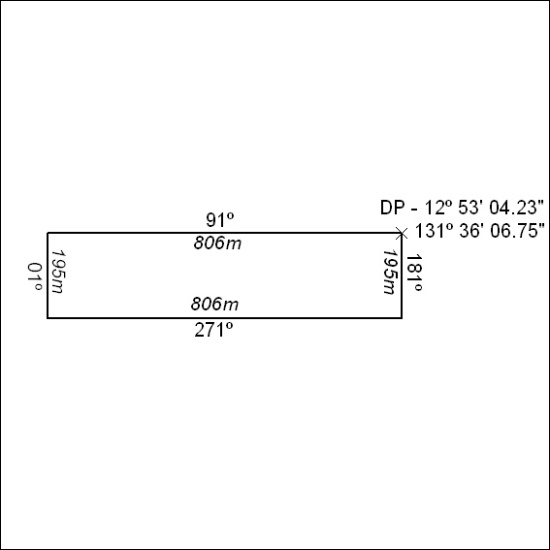 DP - 12º 53' 04.23"
131º 36' 06.75"
91º
806m
01º
195m
195m
181º
806m
271º